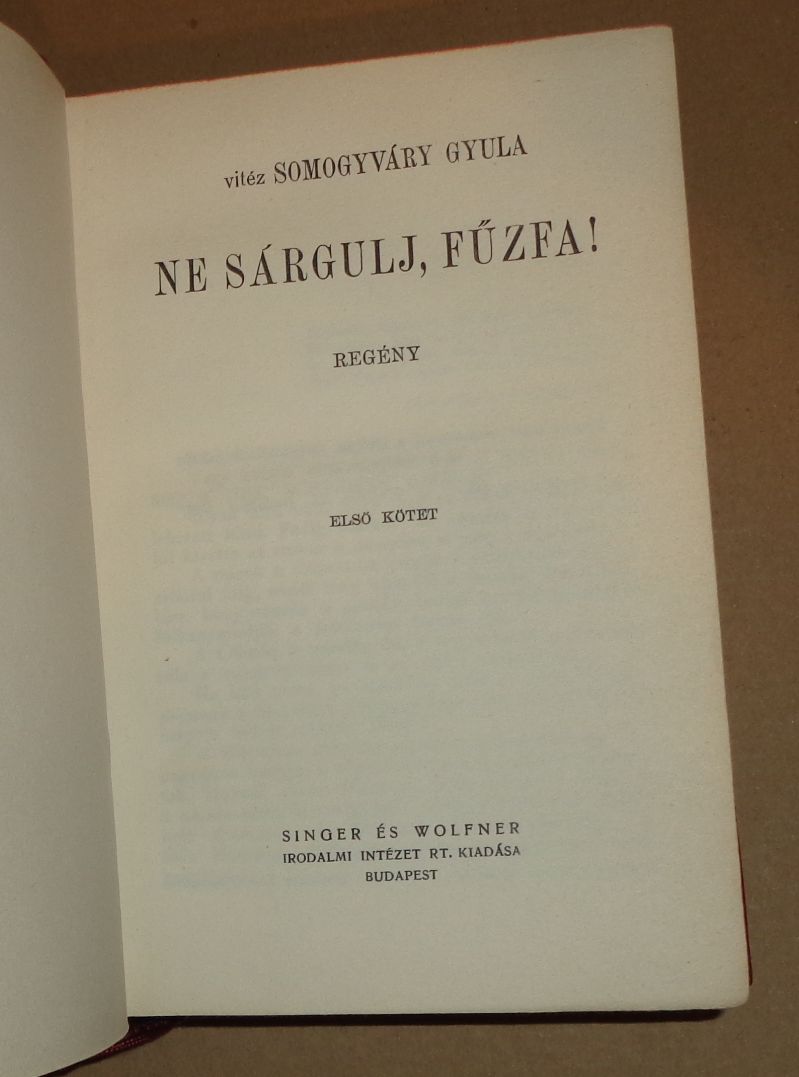 vitéz SOMOGYVÁRY GYULA
NE SÁRGULJ, FŰZFA!
REGÉNY
ELSŐ KÖTET
SINGER ÉS WOLFNER
IRODALMI INTÉZET RT. KIADÁSA
BUDAPEST